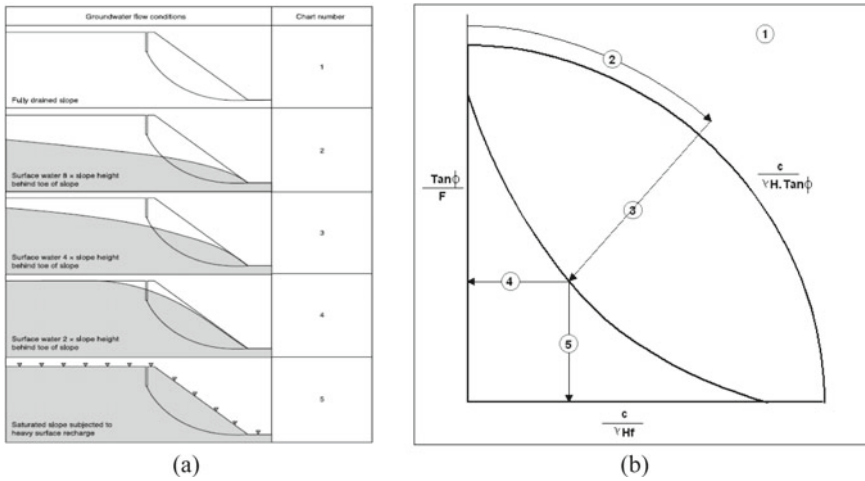 Groundwater flow conditions
Chart number
Fully drained slope
1
Surface water 8 × slope height
behind toe of slope
2
Surface water 4 × slope height
behind toe of slope
3
Surface water 2 × slope height
behind toe of slope
4
Saturated slope subjected to
heavy surface recharge
5
(a)
1
2
Tanϕ
F
c
γH.Tanϕ
3
4
5
c
γHf
(b)